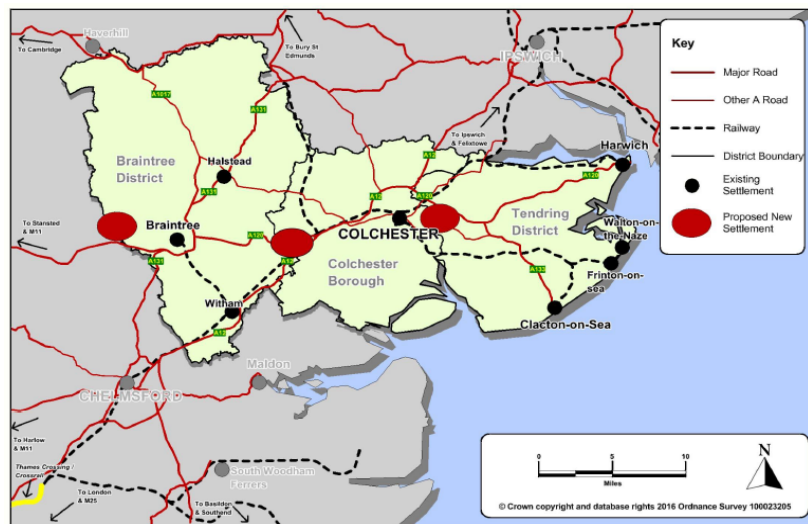 Haverhill
To Cambridge
To Bury St
Edmunds
IPSWICH
Key
Major Road
Other A Road
Railway
District Boundary
Existing
Settlement
Proposed New
Settlement
A1017
A131
Braintree
District
Halstead
A131
To Ipswich
& Felixstowe
A12
A12
A120
Harwich
A120
To Stansted
& M11
Braintree
A120
COLCHESTER
Tendring
District
Walton-on
-the-Naze
A131
A12
Colchester
Borough
A133
Frinton-on-
sea
Witham
Clacton-on-Sea
A12
Maldon
CHELMSFORD
To Harlow
& M11
Thames Crossing /
Crossrail
South Woodham
Ferrers
To London
& M25
To Basildon
& Southend
0 5 10
Miles
N
© Crown copyright and database rights 2016 Ordnance Survey 100023205